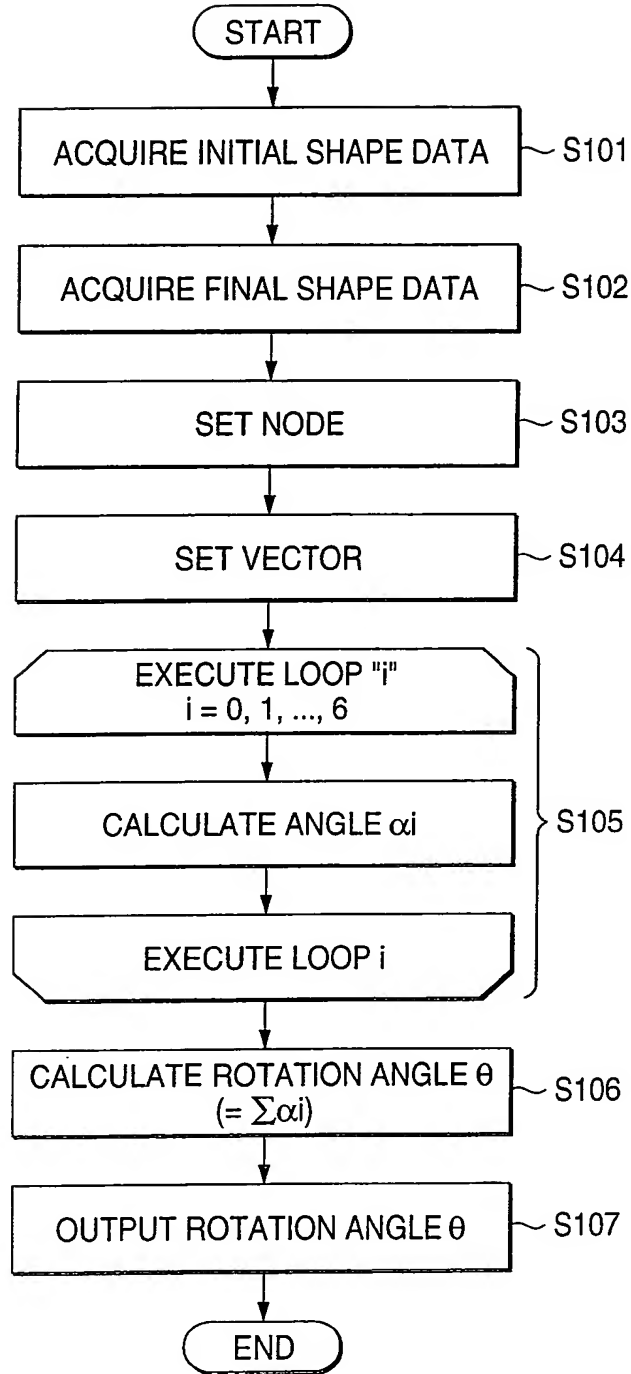 START
ACQUIRE INITIAL SHAPE DATA
S101
ACQUIRE FINAL SHAPE DATA
S102
SET NODE
S103
SET VECTOR
S104
EXECUTE LOOP "i"
i = 0, 1, ..., 6
CALCULATE ANGLE αi
S105
EXECUTE LOOP i
CALCULATE ROTATION ANGLE θ
(= Σαi)
S106
OUTPUT ROTATION ANGLE θ
S107
END